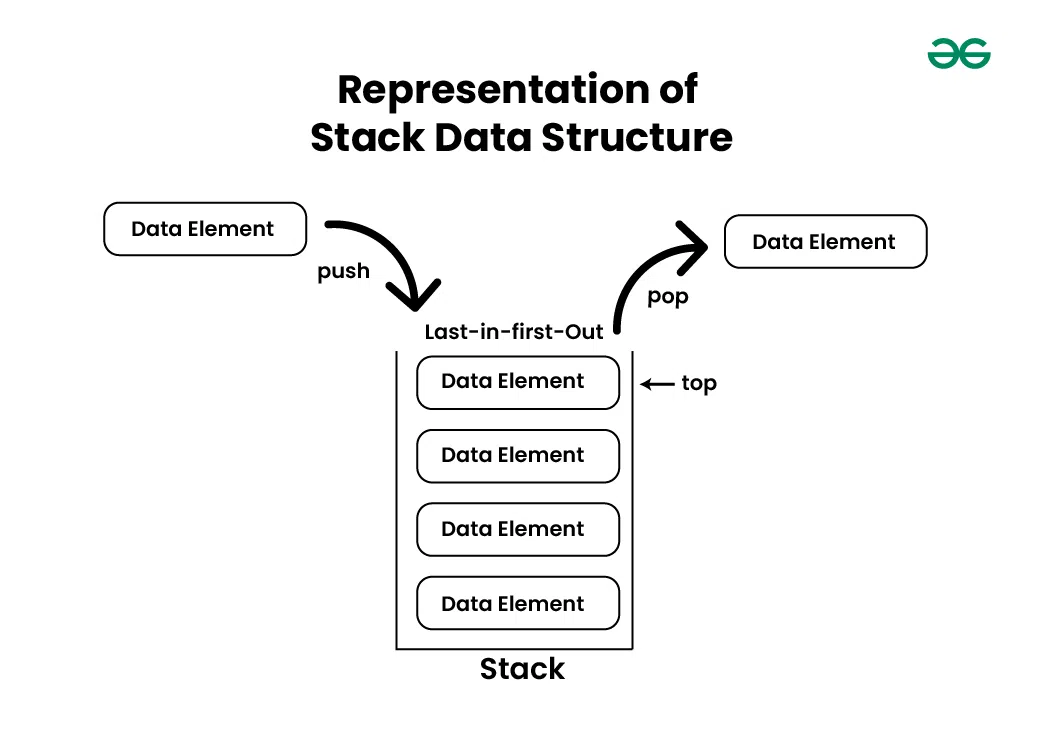 Representation of
Stack Data Structure
Data Element
push
Data Element
pop
Last-in-first-Out
Data Element
top
Data Element
Data Element
Data Element
Stack